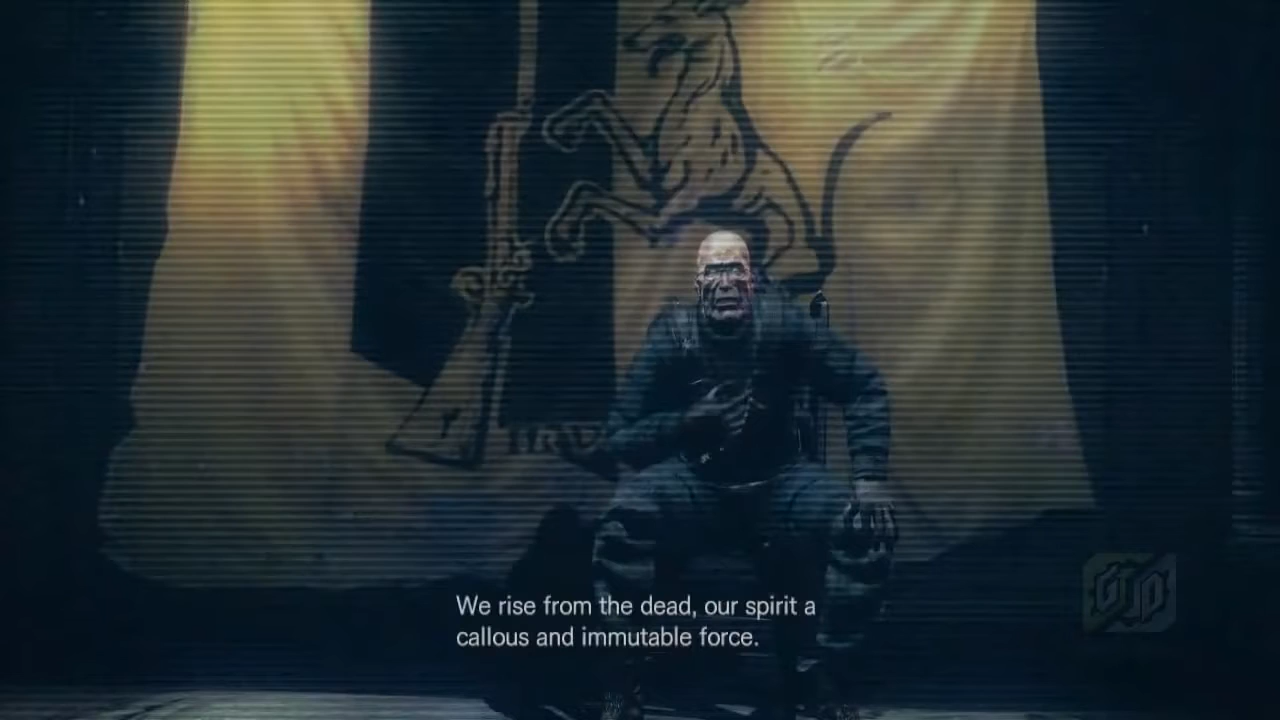 We rise from the dead, our spirit a
callous and immutable force.